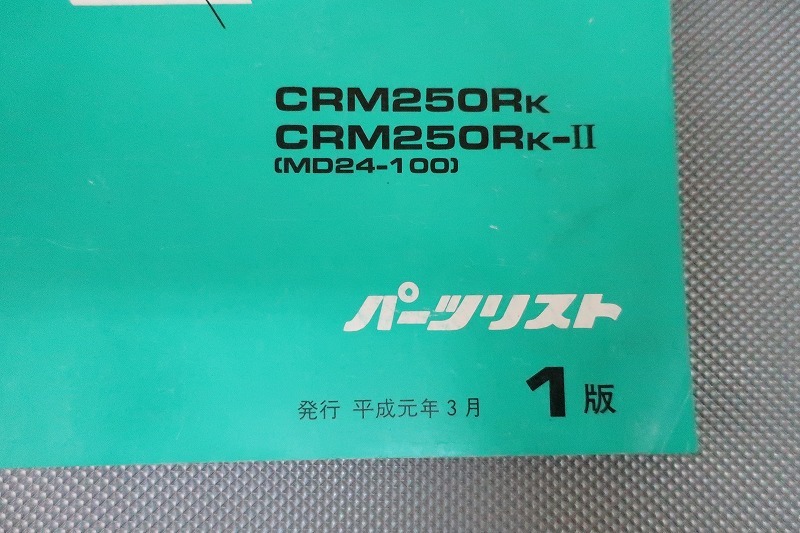 CRM250RK
CRM250RK-II
(MD24-100)
パーツリスト
発行 平成元年3月 1版